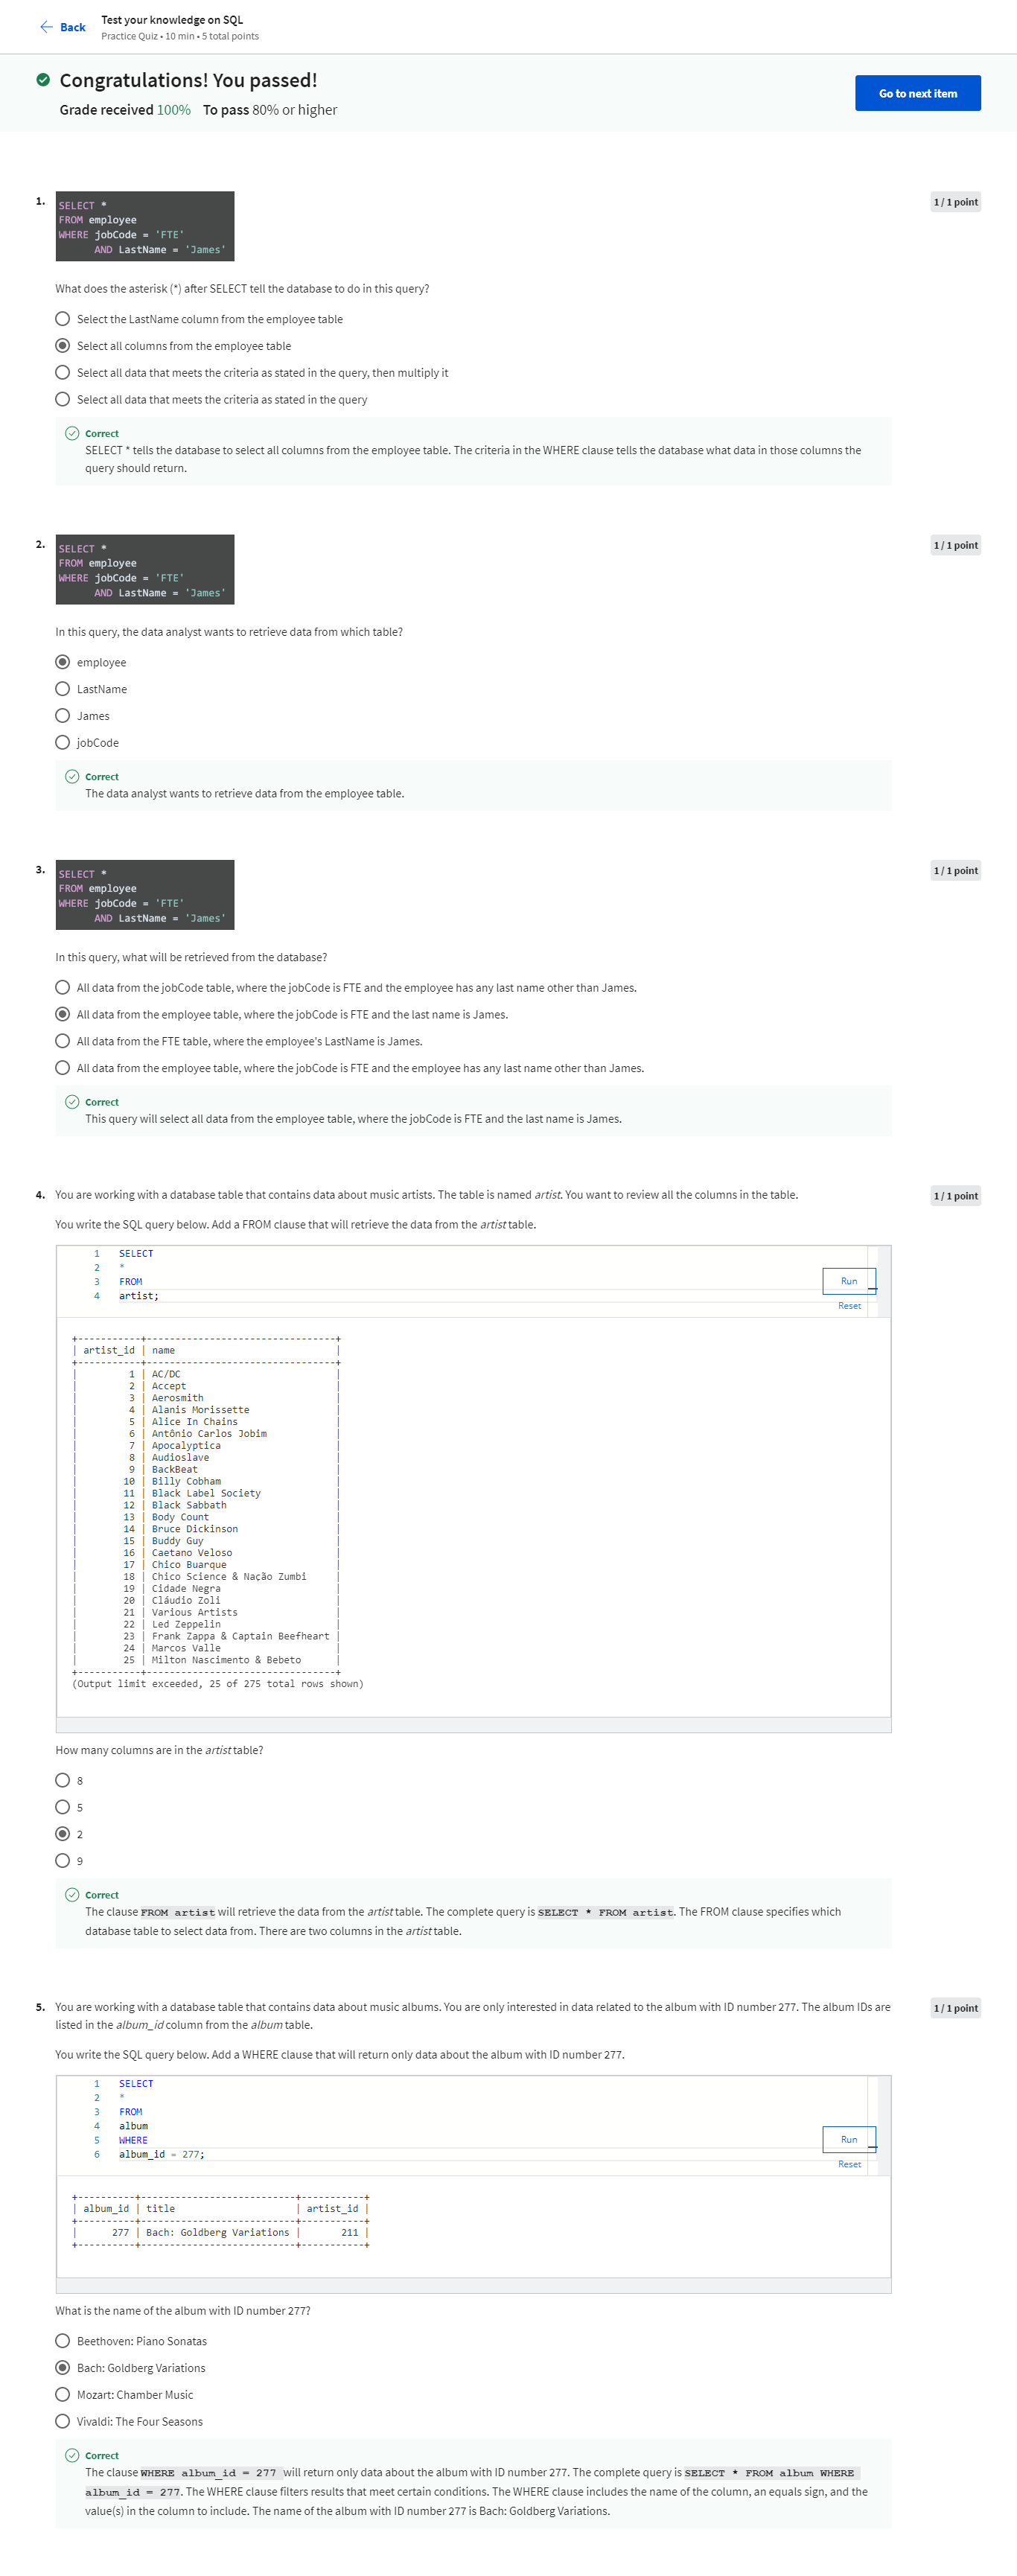 Back
Test your knowledge on SQL
Practice Quiz • 10 min • 5 total points
Congratulations! You passed!
Grade received 100% To pass 80% or higher
Go to next item
1.
SELECT *
FROM employee
WHERE jobCode = 'FTE'
AND LastName = 'James'
1 / 1 point
What does the asterisk (*) after SELECT tell the database to do in this query?
Select the LastName column from the employee table
Select all columns from the employee table
Select all data that meets the criteria as stated in the query, then multiply it
Select all data that meets the criteria as stated in the query
Correct
SELECT * tells the database to select all columns from the employee table. The criteria in the WHERE clause tells the database what data in those columns the
query should return.
2.
SELECT *
FROM employee
WHERE jobCode = 'FTE'
AND LastName = 'James'
1 / 1 point
In this query, the data analyst wants to retrieve data from which table?
employee
LastName
James
jobCode
Correct
The data analyst wants to retrieve data from the employee table.
3.
SELECT *
FROM employee
WHERE jobCode = 'FTE'
AND LastName = 'James'
1 / 1 point
In this query, what will be retrieved from the database?
All data from the jobCode table, where the jobCode is FTE and the employee has any last name other than James.
All data from the employee table, where the jobCode is FTE and the last name is James.
All data from the FTE table, where the employee's LastName is James.
All data from the employee table, where the jobCode is FTE and the employee has any last name other than James.
Correct
This query will select all data from the employee table, where the jobCode is FTE and the last name is James.
4. You are working with a database table that contains data about music artists. The table is named artist. You want to review all the columns in the table.
1 / 1 point
You write the SQL query below. Add a FROM clause that will retrieve the data from the artist table.
1 SELECT
2 *
3 FROM
4 artist;
Run
Reset
+-----------+--------------------------------+
| artist_id | name |
+-----------+--------------------------------+
| 1 | AC/DC |
| 2 | Accept |
| 3 | Aerosmith |
| 4 | Alanis Morissette |
| 5 | Alice In Chains |
| 6 | Antônio Carlos Jobim |
| 7 | Apocalyptica |
| 8 | Audioslave |
| 9 | BackBeat |
| 10 | Billy Cobham |
| 11 | Black Label Society |
| 12 | Black Sabbath |
| 13 | Body Count |
| 14 | Bruce Dickinson |
| 15 | Buddy Guy |
| 16 | Caetano Veloso |
| 17 | Chico Buarque |
| 18 | Chico Science & Nação Zumbi |
| 19 | Cidade Negra |
| 20 | Cláudio Zoli |
| 21 | Various Artists |
| 22 | Led Zeppelin |
| 23 | Frank Zappa & Captain Beefheart |
| 24 | Marcos Valle |
| 25 | Milton Nascimento & Bebeto |
+-----------+--------------------------------+
(Output limit exceeded, 25 of 275 total rows shown)
How many columns are in the artist table?
8
5
2
9
Correct
The clause FROM artist will retrieve the data from the artist table. The complete query is SELECT * FROM artist. The FROM clause specifies which
database table to select data from. There are two columns in the artist table.
5. You are working with a database table that contains data about music albums. You are only interested in data related to the album with ID number 277. The album IDs are
listed in the album_id column from the album table.
1 / 1 point
You write the SQL query below. Add a WHERE clause that will return only data about the album with ID number 277.
1 SELECT
2 *
3 FROM
4 album
5 WHERE
6 album_id = 277;
Run
Reset
+----------+--------------------------+-----------+
| album_id | title | artist_id |
+----------+--------------------------+-----------+
| 277 | Bach: Goldberg Variations | 211 |
+----------+--------------------------+-----------+
What is the name of the album with ID number 277?
Beethoven: Piano Sonatas
Bach: Goldberg Variations
Mozart: Chamber Music
Vivaldi: The Four Seasons
Correct
The clause WHERE album_id = 277 will return only data about the album with ID number 277. The complete query is SELECT * FROM album WHERE
album_id = 277. The WHERE clause filters results that meet certain conditions. The WHERE clause includes the name of the column, an equals sign, and the
value(s) in the column to include. The name of the album with ID number 277 is Bach: Goldberg Variations.